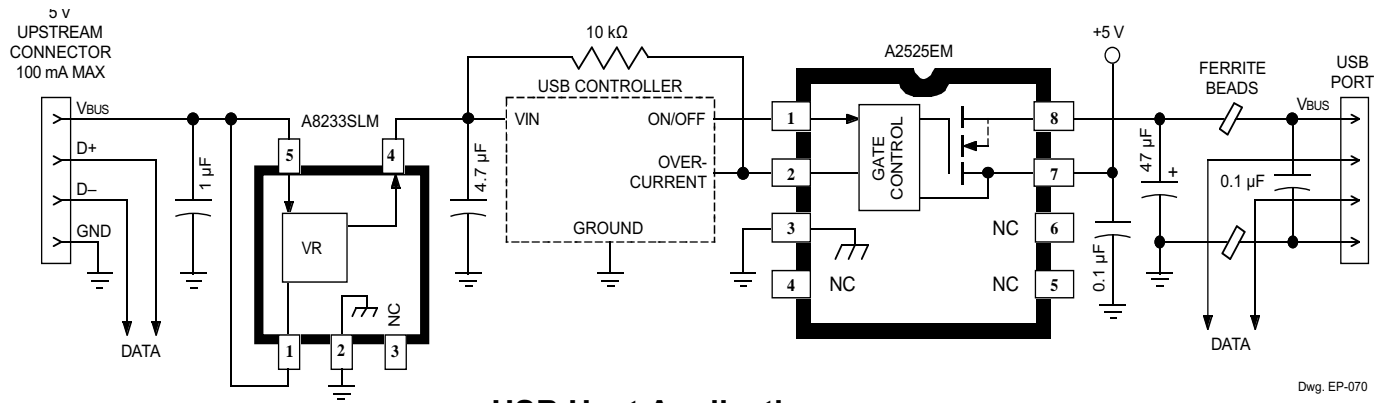 5 V
UPSTREAM
CONNECTOR
100 mA MAX
VBUS
D+
D–
GND
DATA
1 µF
A8233SLM
5
4
VR
NC
1
2
3
4.7 µF
10 kΩ
USB CONTROLLER
VIN
ON/OFF
OVER-
CURRENT
GROUND
A2525EM
1
2
3
4
GATE
CONTROL
NC
8
7
NC
6
NC
5
+5 V
0.1 µF
47 µF
+
FERRITE
BEADS
VBUS
0.1 µF
USB
PORT
DATA
Dwg. EP-070